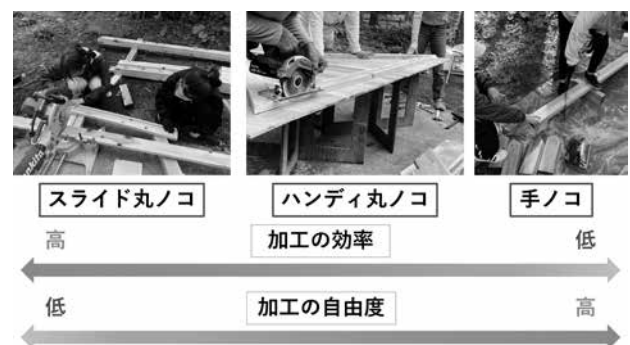 スライド丸ノコ ハンディ丸ノコ 手ノコ
高 加工の効率 低
低 加工の自由度 高